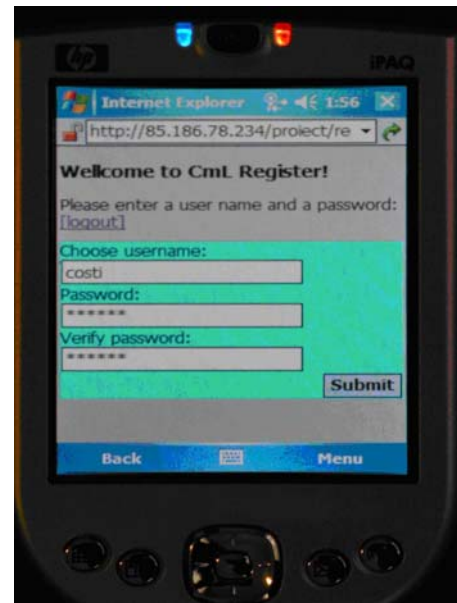 hp
iPAQ
Internet Explorer 1:56
http://85.186.78.234/proiect/re
Wellcome to CmL Register!
Please enter a user name and a password:
[logout]
Choose username:
costi
Password:
******
Verify password:
******
Submit
Back Menu